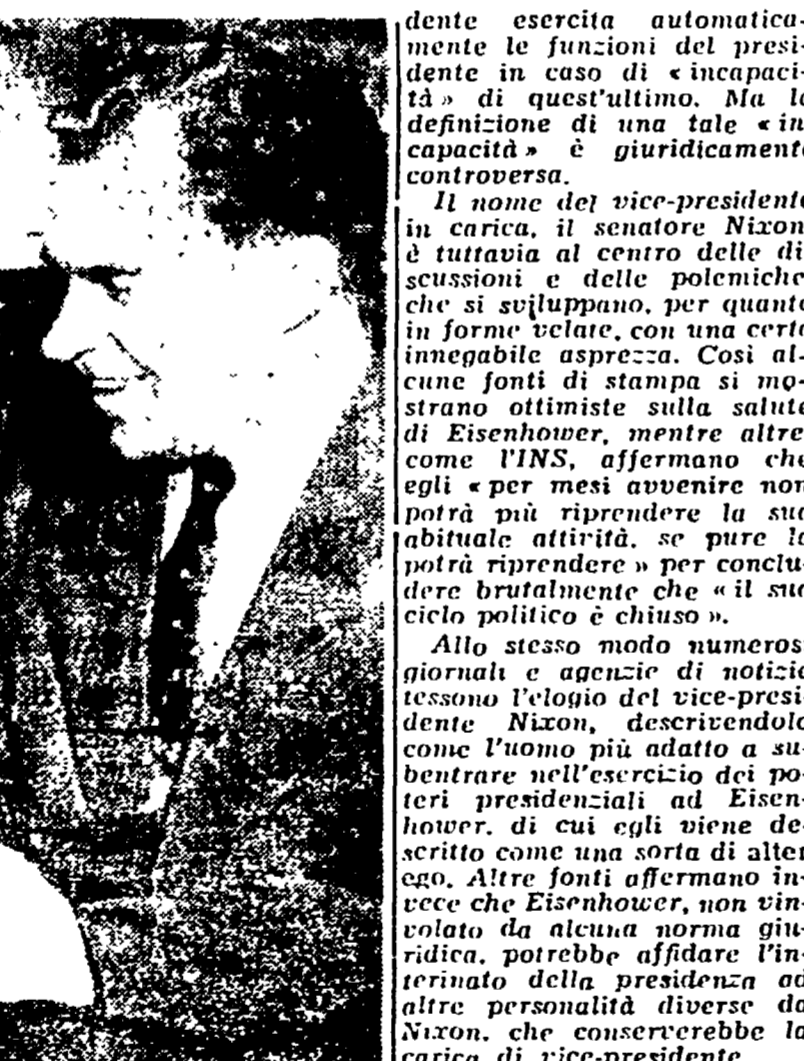 dente esercita automatica-
mente le funzioni del presi-
dente in caso di « incapaci-
tà » di quest'ultimo. Ma la
definizione di una tale « in
capacità » è giuridicamente
controversa.
Il nome del vice-presidente
in carica, il senatore Nixon
è tuttavia al centro delle di
scussioni e delle polemiche
che si sviluppano, per quanto
in forme velate, con una certa
innegabile asprezza. Così al-
cune fonti di stampa si mo-
strano ottimiste sulla salute
di Eisenhower, mentre altre
come l'INS, affermano che
egli « per mesi avvenire non
potrà più riprendere la sua
abituale attività, se pure la
potrà riprendere » per conclu-
dere brutalmente che « il suo
ciclo politico è chiuso ».
Allo stesso modo numerosi
giornali e agenzie di notizie
tessono l'elogio del vice-presi
dente Nixon, descrivendolo
come l'uomo più adatto a su-
bentrare nell'esercizio dei po-
teri presidenziali ad Eisen-
hower, di cui egli viene de-
scritto come una sorta di alter
ego. Altre fonti affermano in-
vece che Eisenhower, non vin-
volato da alcuna norma giu-
ridica, potrebbe affidare l'in-
terinato della presidenza ad
altre personalità diverse da
Nixon, che conserverebbe la
carica di vice-presidente